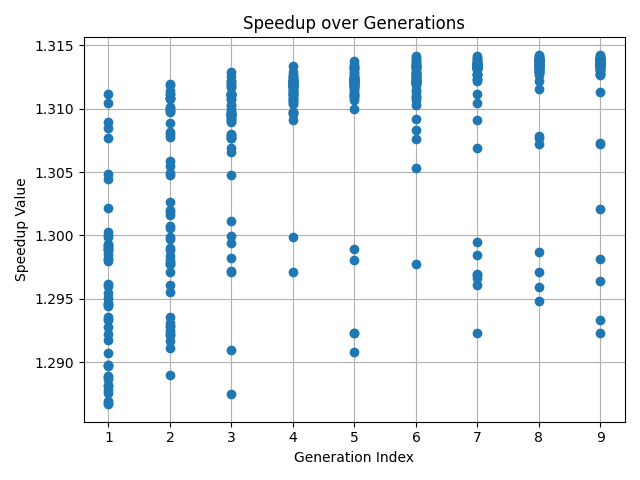 Speedup over Generations
1.315
1.310
1.305
1.300
1.295
1.290
Speedup Value
1 2 3 4 5 6 7 8 9
Generation Index